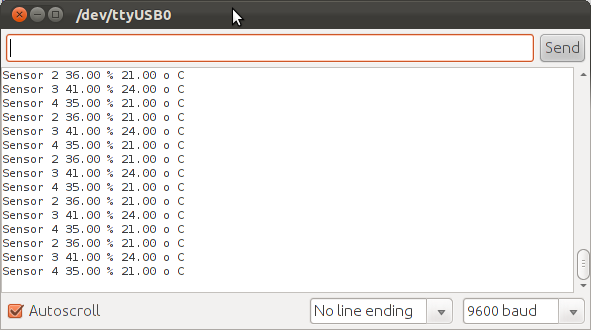 /dev/ttyUSB0
Send
Sensor 2 36.00 % 21.00 o C
Sensor 3 41.00 % 24.00 o C
Sensor 4 35.00 % 21.00 o C
Sensor 2 36.00 % 21.00 o C
Sensor 3 41.00 % 24.00 o C
Sensor 4 35.00 % 21.00 o C
Sensor 2 36.00 % 21.00 o C
Sensor 3 41.00 % 24.00 o C
Sensor 4 35.00 % 21.00 o C
Sensor 2 36.00 % 21.00 o C
Sensor 3 41.00 % 24.00 o C
Sensor 4 35.00 % 21.00 o C
Sensor 2 36.00 % 21.00 o C
Sensor 3 41.00 % 24.00 o C
Sensor 4 35.00 % 21.00 o C
Autoscroll
No line ending
9600 baud